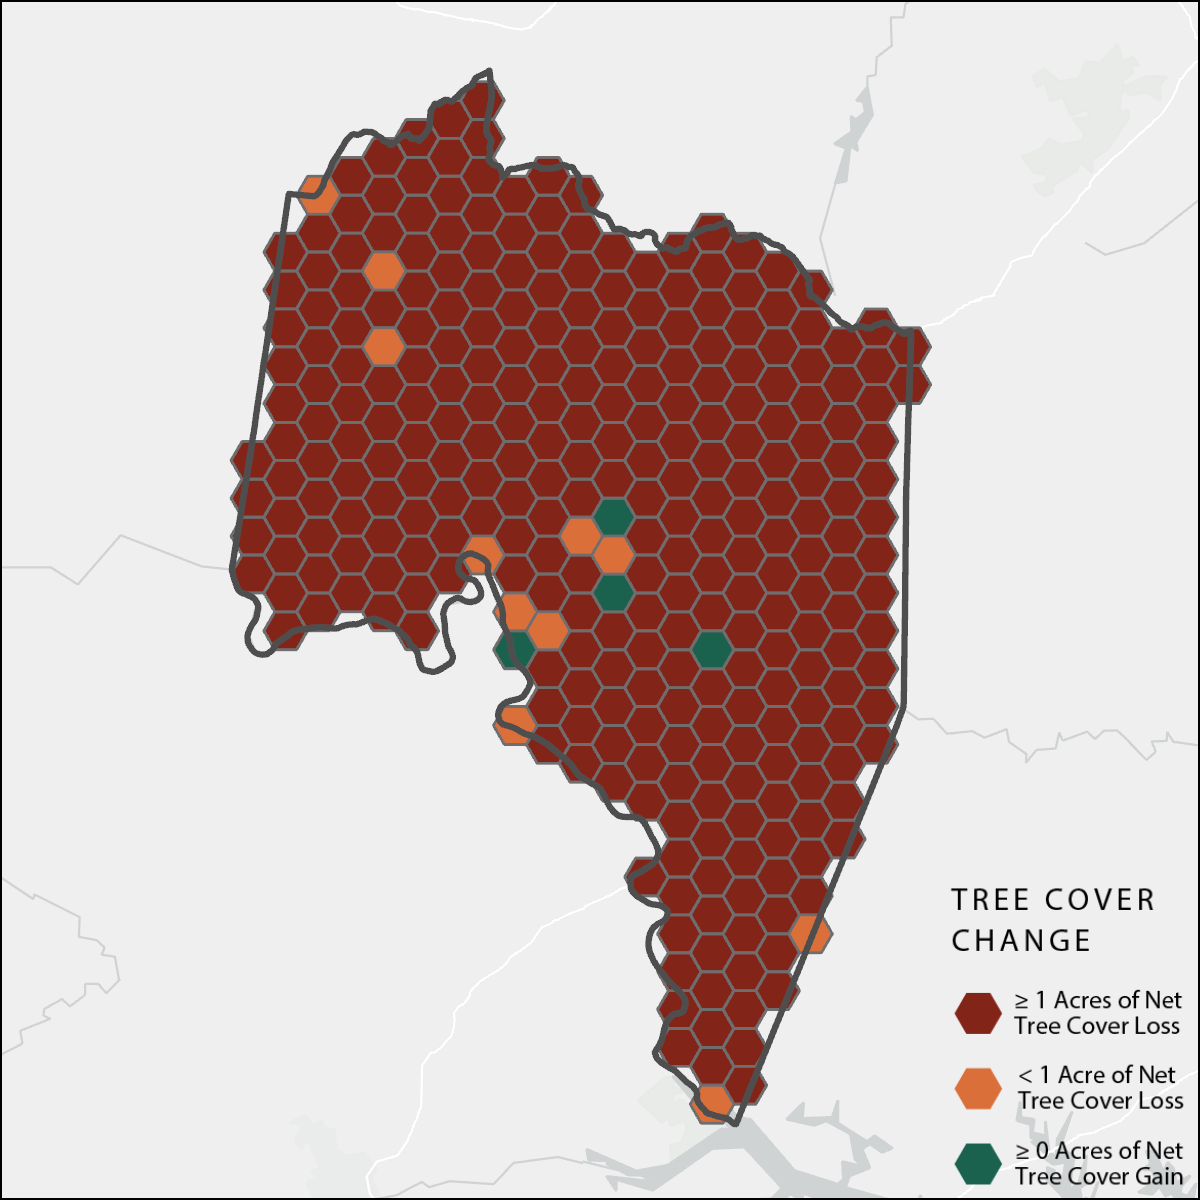 TREE COVER
CHANGE
≥ 1 Acres of Net
Tree Cover Loss
< 1 Acre of Net
Tree Cover Loss
≥ 0 Acres of Net
Tree Cover Gain